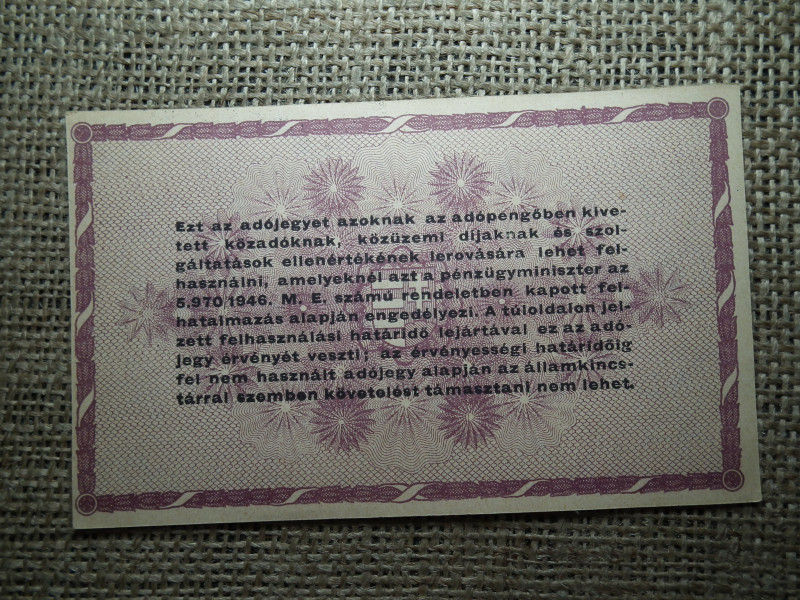 Ezt az adójegyet azoknak az adópengőben kive-
tett közadóknak, közüzemi díjaknak és szol-
gáltatások ellenértékének lerovására lehet fel-
használni, amelyeknél azt a pénzügyminiszter az
5.970/1946. M. E. számú rendeletben kapott fel-
hatalmazás alapján engedélyezi. A túloldalon jel-
zett felhasználási határidő lejártával ez az adó-
jegy érvényét veszti; az érvényességi határidőig
fel nem használt adójegy alapján az államkincs-
tárral szemben követelést támasztani nem lehet.